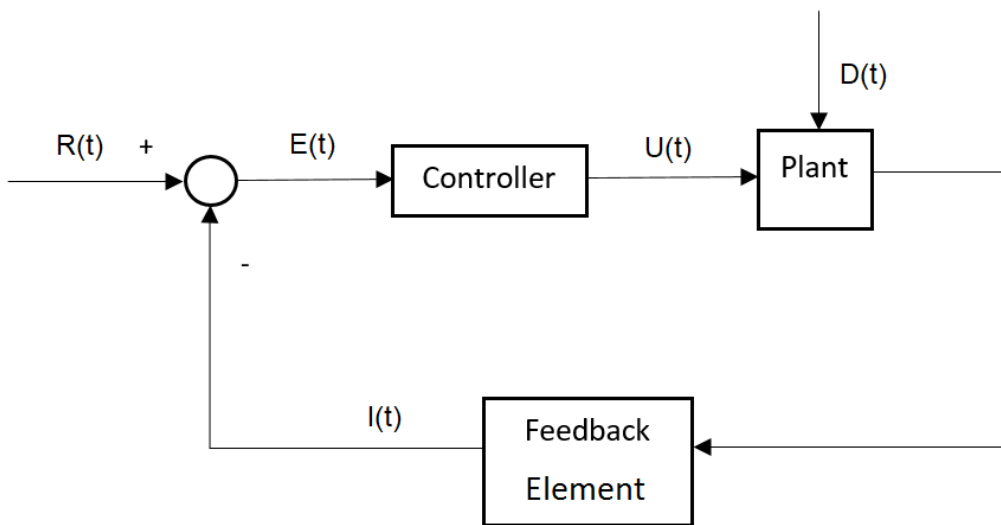 D(t)
R(t) + E(t) U(t)
Controller
Plant
-
I(t)
Feedback
Element